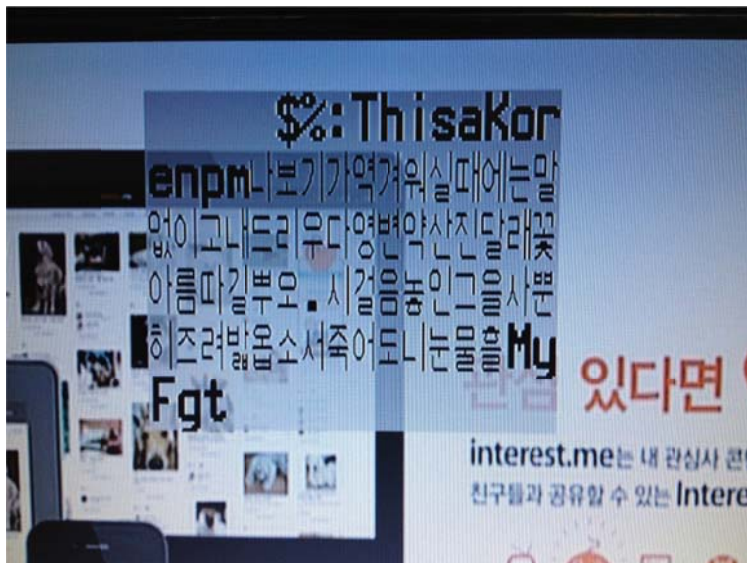 $%:ThisaKor
enpm나보기가역겨워실때에는말
없이고내드리우다영변약산진달래꽃
아름따길뿌오.시걸음놓인그을사뿐
히즈려밟옵소서죽어도니눈물흘My
Fgt
관심 있다면
interest.me는 내 관심사
친구들과 공유할 수 있는 Intere